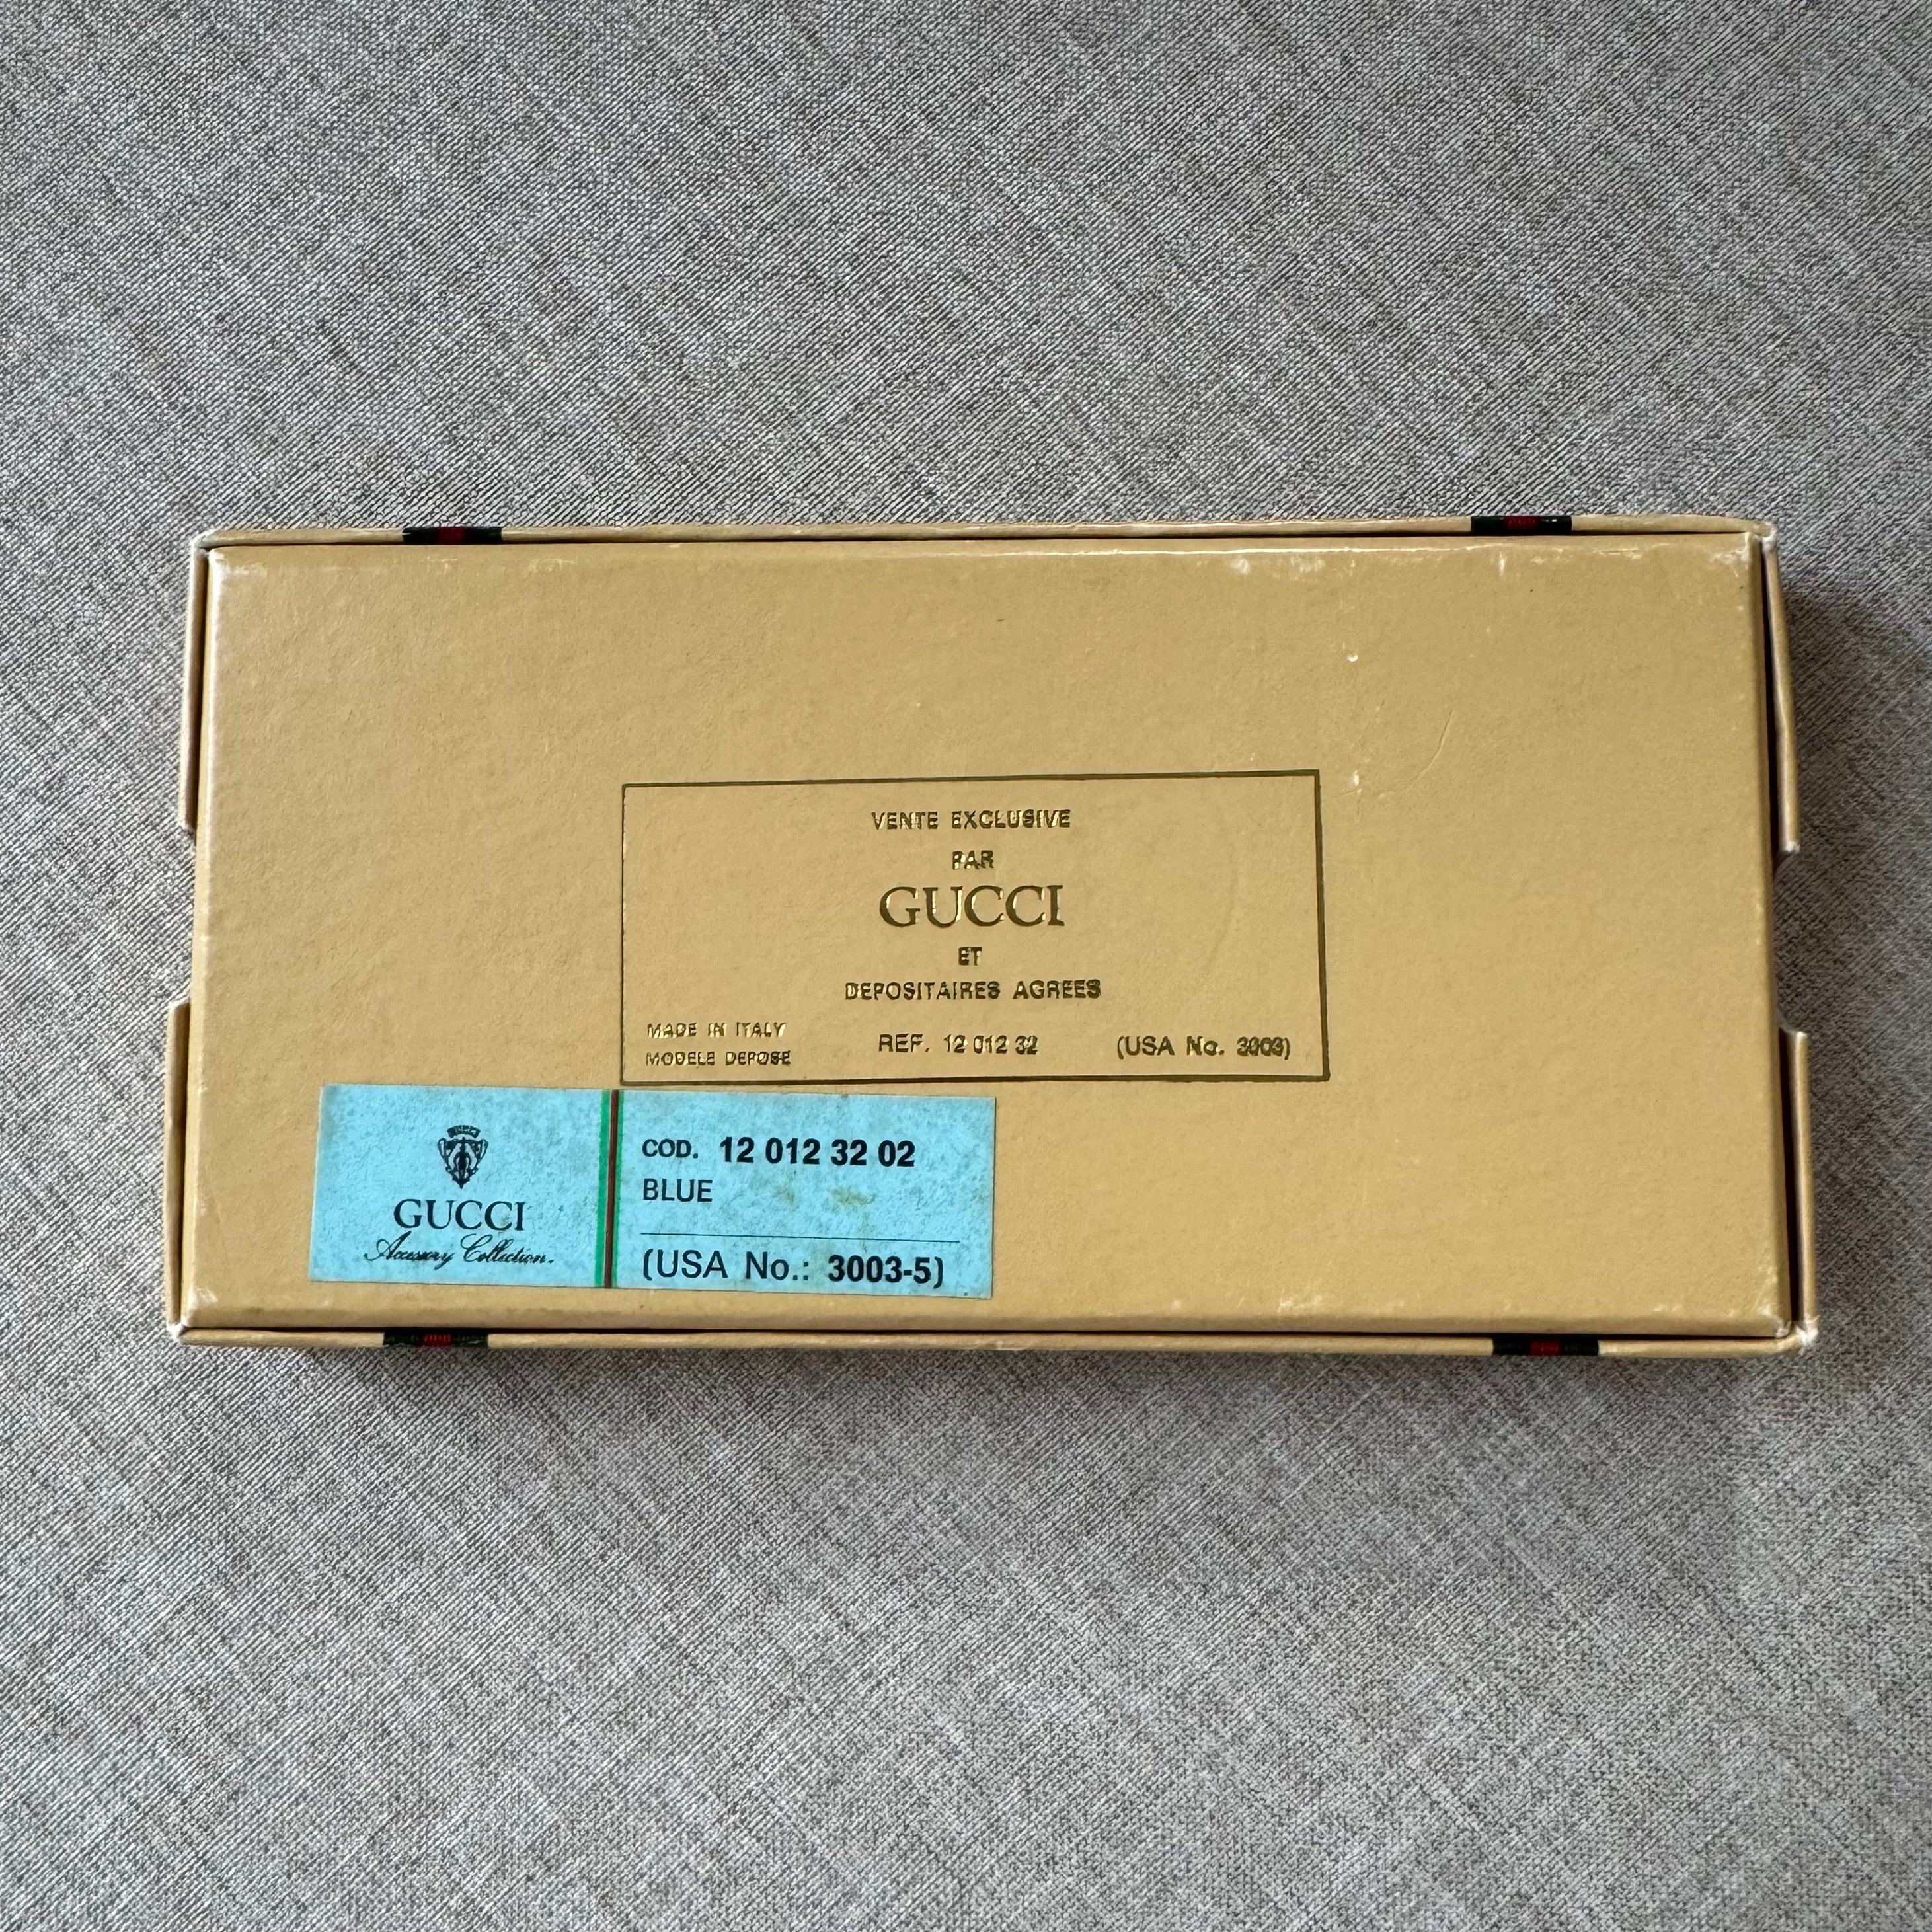 VENTE EXCLUSIVE
PAR
GUCCI
ET
DEPOSITAIRES AGREES
MADE IN ITALY
MODELE DEPOSE
REF. 12 012 32
(USA No. 3003)
GUCCI
Accessory Collection.
COD. 12 012 32 02
BLUE
(USA No.: 3003-5)